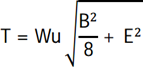 T = Wu√(B²/8 + E²)